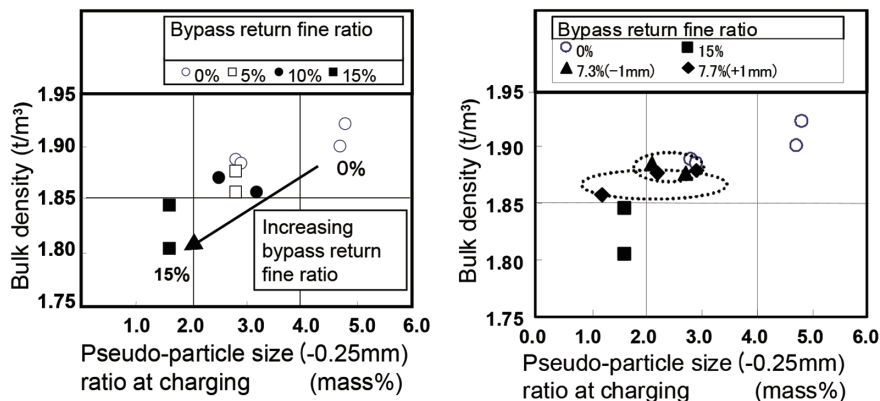 Bypass return fine ratio
○ 0% □ 5% ● 10% ■ 15%
Bulk density (t/m³)
1.95
1.90
1.85
1.80
1.75
0%
15%
Increasing
bypass return
fine ratio
1.0 2.0 3.0 4.0 5.0 6.0
Pseudo-particle size (-0.25mm)
ratio at charging (mass%)
Bypass return fine ratio
○ 0% ■ 15%
▲ 7.3%(−1mm) ◆ 7.7%(+1mm)
Bulk density (t/m³)
1.95
1.90
1.85
1.80
1.75
0.0 1.0 2.0 3.0 4.0 5.0 6.0
Pseudo-particle size (-0.25mm)
ratio at charging (mass%)